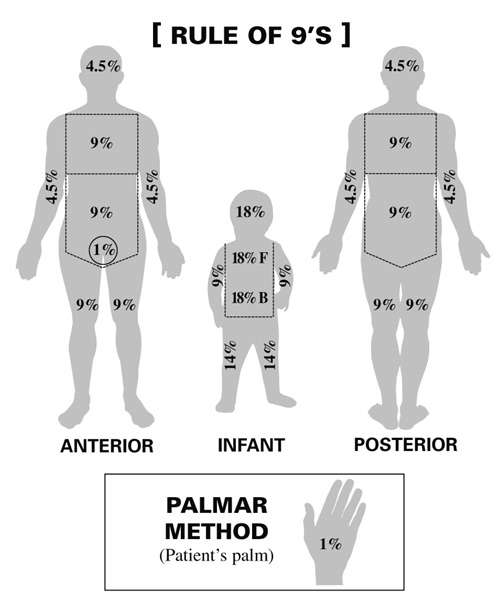 [ RULE OF 9'S ]
4.5%
9%
4.5%
4.5%
9%
1%
9%
9%
ANTERIOR
18%
18% F
9%
9%
18% B
14%
14%
INFANT
4.5%
9%
4.5%
4.5%
9%
9%
9%
POSTERIOR
PALMAR
METHOD
(Patient's palm)
1%